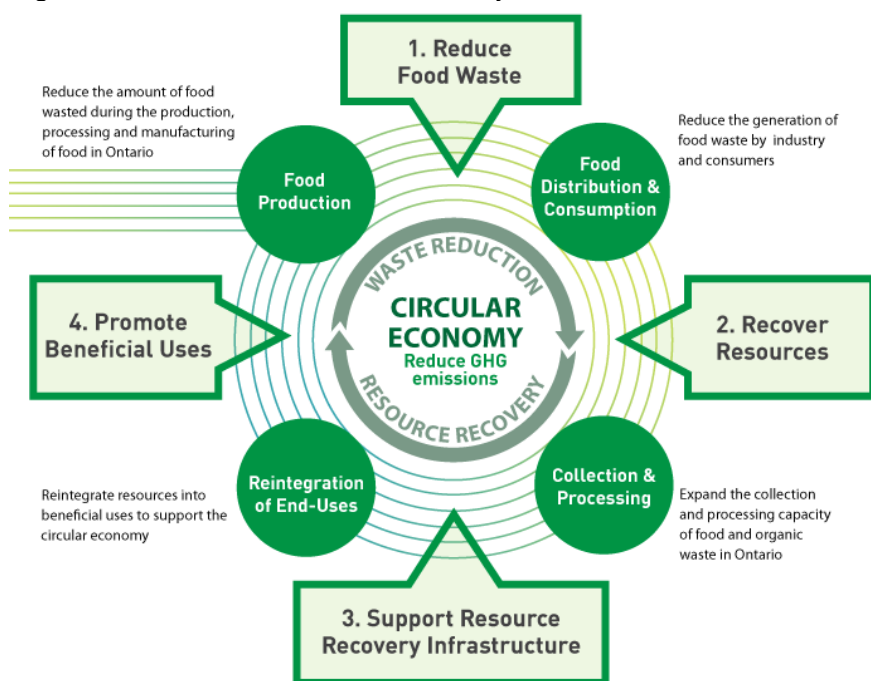 1. Reduce
Food Waste
Reduce the amount of food
wasted during the production,
processing and manufacturing
of food in Ontario
Reduce the generation of
food waste by industry
and consumers
Food
Production
Food
Distribution &
Consumption
WASTE REDUCTION
4. Promote
Beneficial Uses
CIRCULAR
ECONOMY
Reduce GHG
emissions
2. Recover
Resources
RESOURCE RECOVERY
Reintegration
of End-Uses
Collection &
Processing
Reintegrate resources into
beneficial uses to support the
circular economy
Expand the collection
and processing capacity
of food and organic
waste in Ontario
3. Support Resource
Recovery Infrastructure